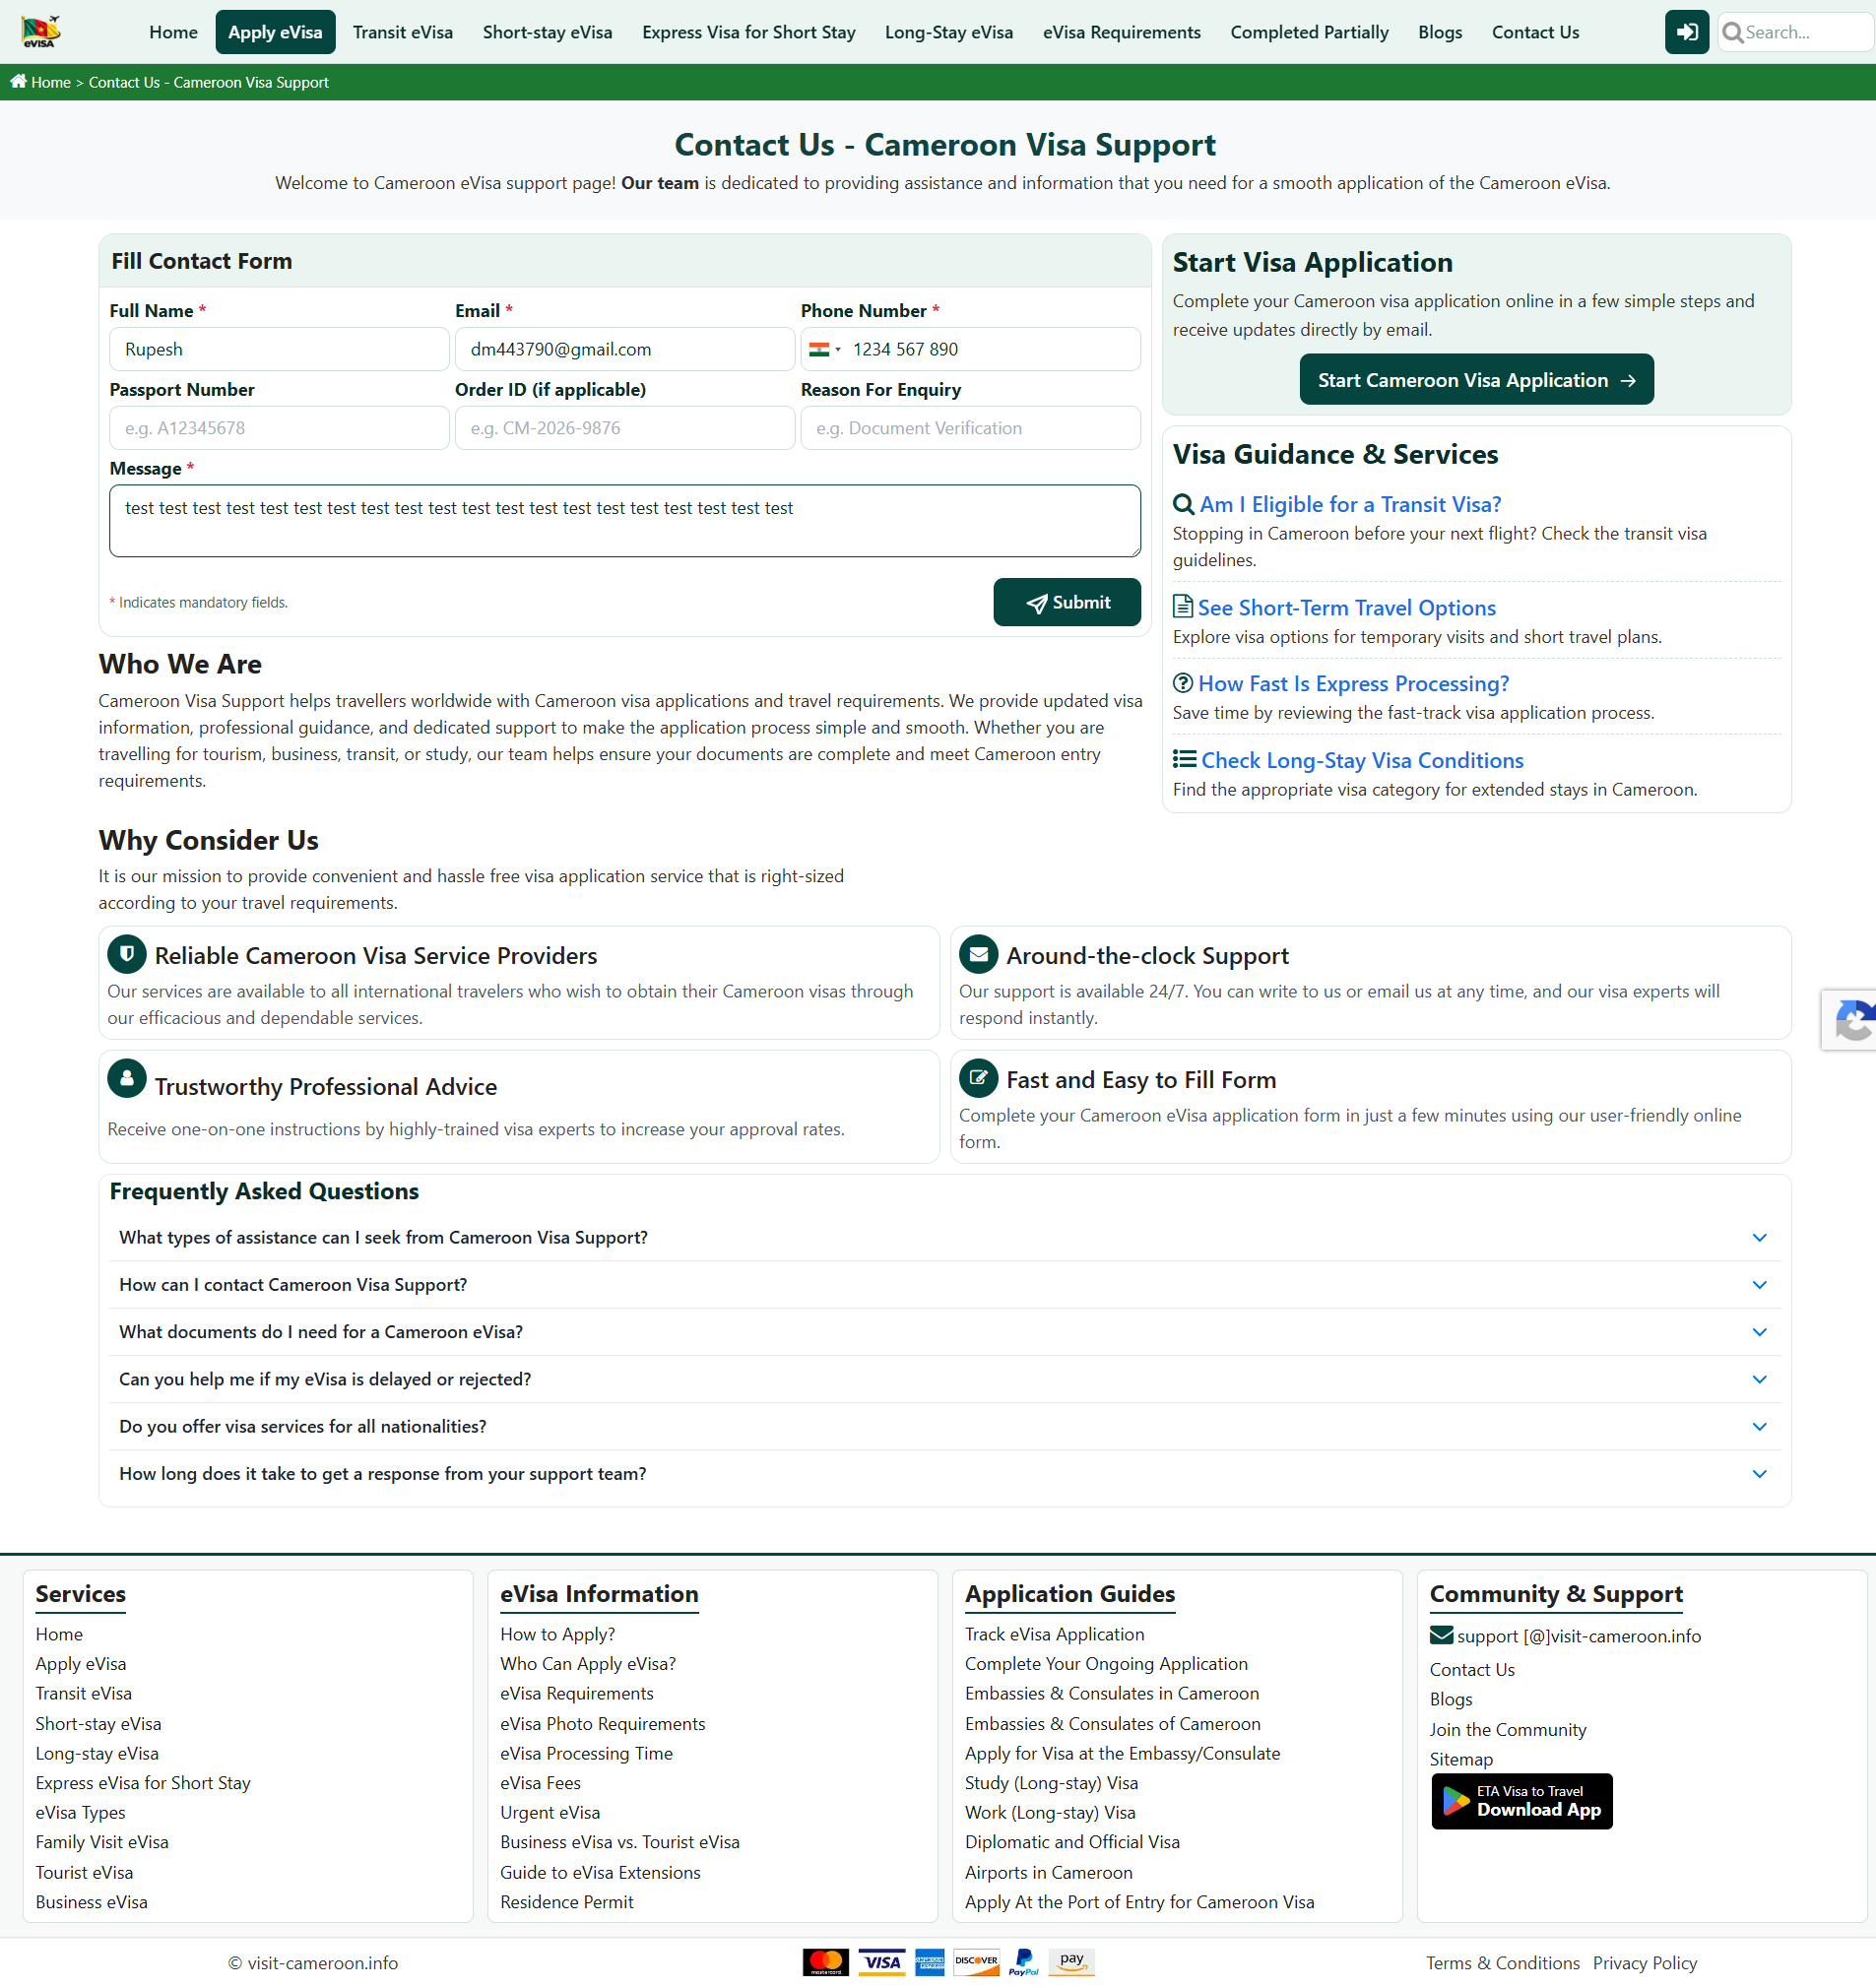 eVISA
Home
Apply eVisa
Transit eVisa
Short-stay eVisa
Express Visa for Short Stay
Long-Stay eVisa
eVisa Requirements
Completed Partially
Blogs
Contact Us
Search...
Home > Contact Us - Cameroon Visa Support
Contact Us - Cameroon Visa Support
Welcome to Cameroon eVisa support page! Our team is dedicated to providing assistance and information that you need for a smooth application of the Cameroon eVisa.
Fill Contact Form
Full Name *
Email *
Phone Number *
Rupesh
dm443790@gmail.com
1234 567 890
Passport Number
Order ID (if applicable)
Reason For Enquiry
e.g. A12345678
e.g. CM-2026-9876
e.g. Document Verification
Message *
test test test test test test test test test test test test test test test test test test test test
* Indicates mandatory fields.
Submit
Who We Are
Cameroon Visa Support helps travellers worldwide with Cameroon visa applications and travel requirements. We provide updated visa
information, professional guidance, and dedicated support to make the application process simple and smooth. Whether you are
travelling for tourism, business, transit, or study, our team helps ensure your documents are complete and meet Cameroon entry
requirements.
Start Visa Application
Complete your Cameroon visa application online in a few simple steps and
receive updates directly by email.
Start Cameroon Visa Application →
Visa Guidance & Services
Am I Eligible for a Transit Visa?
Stopping in Cameroon before your next flight? Check the transit visa
guidelines.
See Short-Term Travel Options
Explore visa options for temporary visits and short travel plans.
How Fast Is Express Processing?
Save time by reviewing the fast-track visa application process.
Check Long-Stay Visa Conditions
Find the appropriate visa category for extended stays in Cameroon.
Why Consider Us
It is our mission to provide convenient and hassle free visa application service that is right-sized
according to your travel requirements.
Reliable Cameroon Visa Service Providers
Our services are available to all international travelers who wish to obtain their Cameroon visas through
our efficacious and dependable services.
Around-the-clock Support
Our support is available 24/7. You can write to us or email us at any time, and our visa experts will
respond instantly.
Trustworthy Professional Advice
Receive one-on-one instructions by highly-trained visa experts to increase your approval rates.
Fast and Easy to Fill Form
Complete your Cameroon eVisa application form in just a few minutes using our user-friendly online
form.
Frequently Asked Questions
What types of assistance can I seek from Cameroon Visa Support?
How can I contact Cameroon Visa Support?
What documents do I need for a Cameroon eVisa?
Can you help me if my eVisa is delayed or rejected?
Do you offer visa services for all nationalities?
How long does it take to get a response from your support team?
Services
Home
Apply eVisa
Transit eVisa
Short-stay eVisa
Long-stay eVisa
Express eVisa for Short Stay
eVisa Types
Family Visit eVisa
Tourist eVisa
Business eVisa
eVisa Information
How to Apply?
Who Can Apply eVisa?
eVisa Requirements
eVisa Photo Requirements
eVisa Processing Time
eVisa Fees
Urgent eVisa
Business eVisa vs. Tourist eVisa
Guide to eVisa Extensions
Residence Permit
Application Guides
Track eVisa Application
Complete Your Ongoing Application
Embassies & Consulates in Cameroon
Embassies & Consulates of Cameroon
Apply for Visa at the Embassy/Consulate
Study (Long-stay) Visa
Work (Long-stay) Visa
Diplomatic and Official Visa
Airports in Cameroon
Apply At the Port of Entry for Cameroon Visa
Community & Support
support [@]visit-cameroon.info
Contact Us
Blogs
Join the Community
Sitemap
ETA Visa to Travel
Download App
© visit-cameroon.info
mastercard
VISA
AMERICAN EXPRESS
DISCOVER
PayPal
pay
Terms & Conditions
Privacy Policy